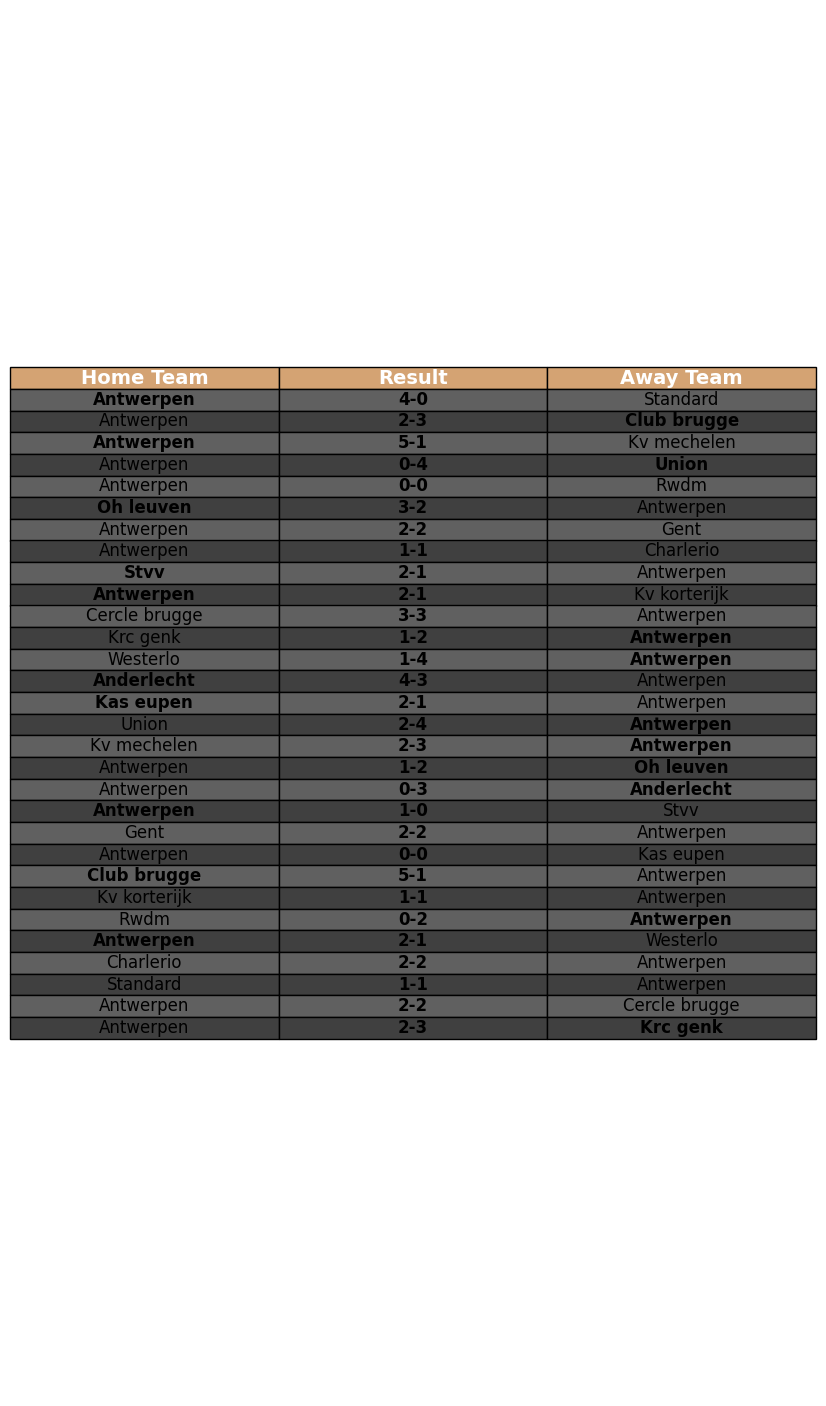 Home Team Result Away Team
Antwerpen 4-0 Standard
Antwerpen 2-3 Club brugge
Antwerpen 5-1 Kv mechelen
Antwerpen 0-4 Union
Antwerpen 0-0 Rwdm
Oh leuven 3-2 Antwerpen
Antwerpen 2-2 Gent
Antwerpen 1-1 Charlerio
Stvv 2-1 Antwerpen
Antwerpen 2-1 Kv korterijk
Cercle brugge 3-3 Antwerpen
Krc genk 1-2 Antwerpen
Westerlo 1-4 Antwerpen
Anderlecht 4-3 Antwerpen
Kas eupen 2-1 Antwerpen
Union 2-4 Antwerpen
Kv mechelen 2-3 Antwerpen
Antwerpen 1-2 Oh leuven
Antwerpen 0-3 Anderlecht
Antwerpen 1-0 Stvv
Gent 2-2 Antwerpen
Antwerpen 0-0 Kas eupen
Club brugge 5-1 Antwerpen
Kv korterijk 1-1 Antwerpen
Rwdm 0-2 Antwerpen
Antwerpen 2-1 Westerlo
Charlerio 2-2 Antwerpen
Standard 1-1 Antwerpen
Antwerpen 2-2 Cercle brugge
Antwerpen 2-3 Krc genk